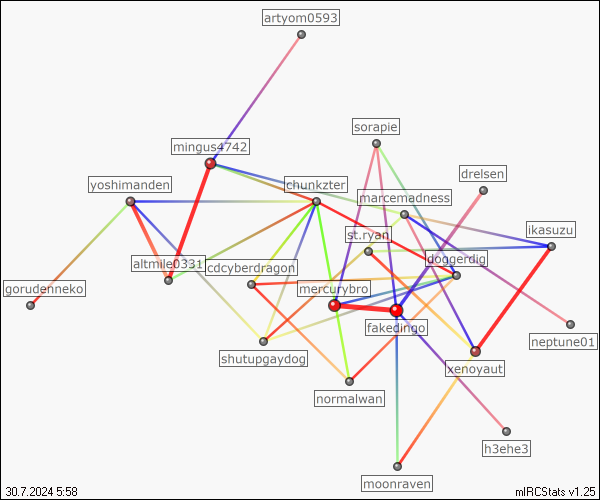 artyom0593
sorapie
mingus4742
drelsen
yoshimanden
chunkzter
marcemadness
ikasuzu
st.ryan
altmile0331
doggerdig
cdcyberdragon
gorudenneko
mercurybro
fakedingo
neptune01
shutupgaydog
xenoyaut
normalwan
h3ehe3
moonraven
30.7.2024 5:58
mIRCStats v1.25